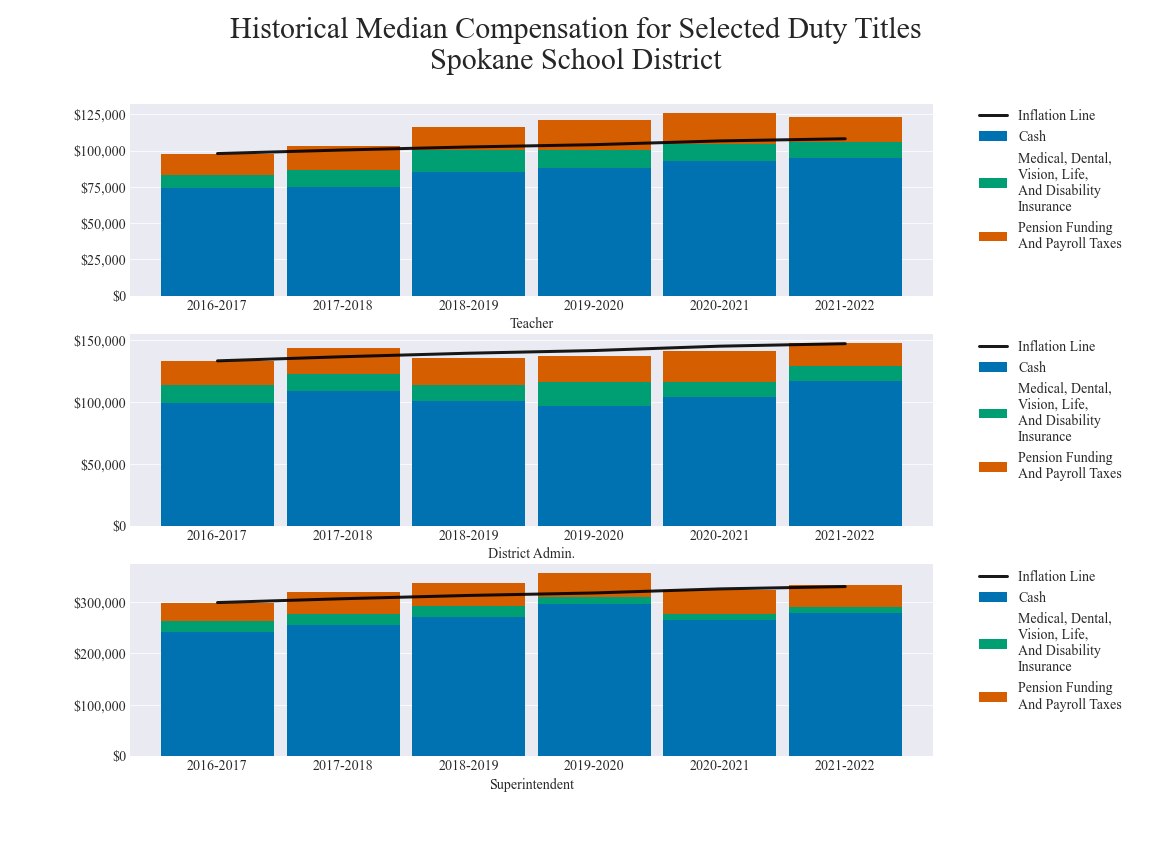 Historical Median Compensation for Selected Duty Titles
Spokane School District
$125,000
$100,000
$75,000
$50,000
$25,000
$0
2016-2017 2017-2018 2018-2019 2019-2020 2020-2021 2021-2022
Teacher
Inflation Line
Cash
Medical, Dental,
Vision, Life,
And Disability
Insurance
Pension Funding
And Payroll Taxes
$150,000
$100,000
$50,000
$0
2016-2017 2017-2018 2018-2019 2019-2020 2020-2021 2021-2022
District Admin.
Inflation Line
Cash
Medical, Dental,
Vision, Life,
And Disability
Insurance
Pension Funding
And Payroll Taxes
$300,000
$200,000
$100,000
$0
2016-2017 2017-2018 2018-2019 2019-2020 2020-2021 2021-2022
Superintendent
Inflation Line
Cash
Medical, Dental,
Vision, Life,
And Disability
Insurance
Pension Funding
And Payroll Taxes